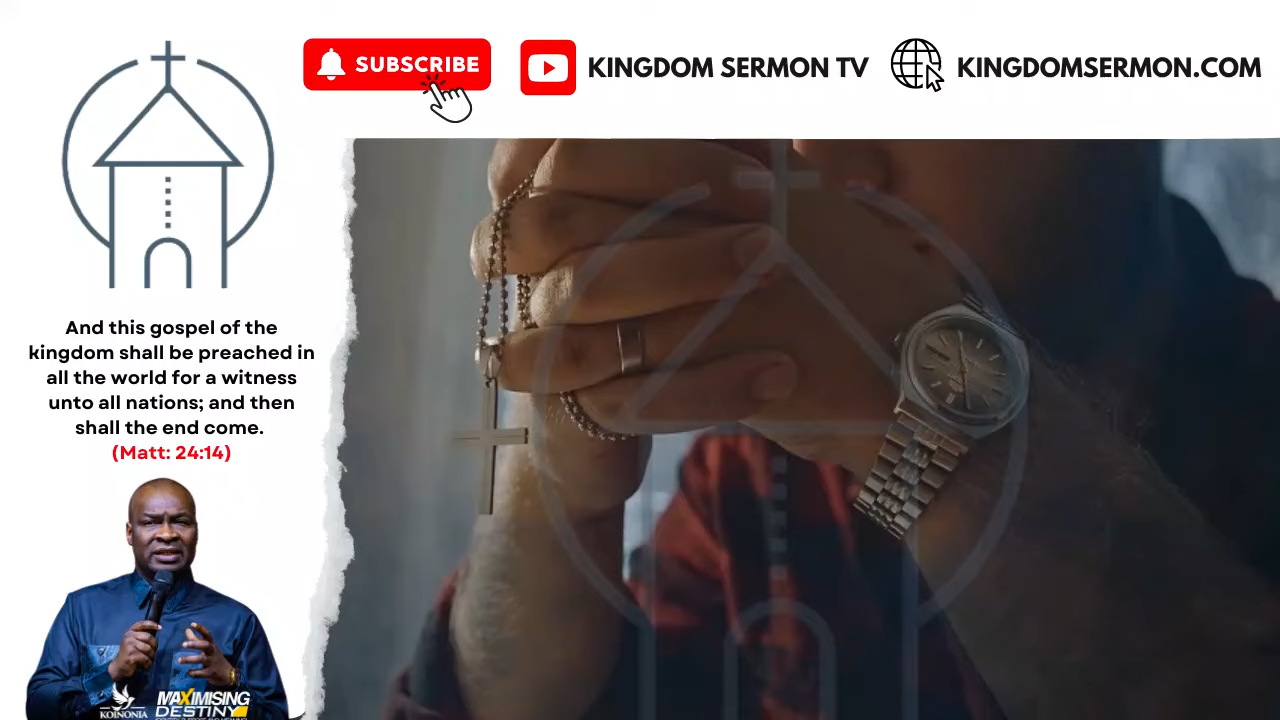 SUBSCRIBE
KINGDOM SERMON TV
KINGDOMSERMON.COM
And this gospel of the
kingdom shall be preached in
all the world for a witness
unto all nations; and then
shall the end come.
(Matt: 24:14)
KOINONIA
MAXIMISING
DESTINY